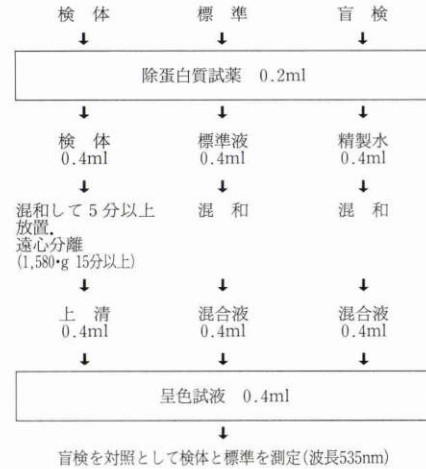 検 体 標 準 盲 検
↓ ↓ ↓
除蛋白質試薬 0.2ml
↓ ↓ ↓
検 体 標準液 精製水
0.4ml 0.4ml 0.4ml
↓ ↓ ↓
混和して5分以上 混 和 混 和
放置.
遠心分離
(1,580・g 15分以上)
↓ ↓ ↓
上 清 混合液 混合液
0.4ml 0.4ml 0.4ml
↓ ↓ ↓
呈色試液 0.4ml
↓
盲検を対照として検体と標準を測定(波長535nm)